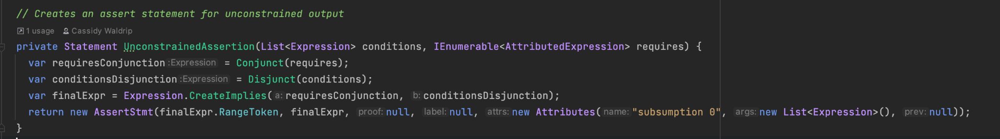 // Creates an assert statement for unconstrained output
1 usage Cassidy Waldrip
private Statement UnconstrainedAssertion(List<Expression> conditions, IEnumerable<AttributedExpression> requires) {
var requiresConjunction :Expression = Conjunct(requires);
var conditionsDisjunction :Expression = Disjunct(conditions);
var finalExpr = Expression.CreateImplies( a: requiresConjunction, b: conditionsDisjunction);
return new AssertStmt(finalExpr.RangeToken, finalExpr, proof: null, label: null, attrs: new Attributes( name: "subsumption 0", args: new List<Expression>(), prev: null));
}